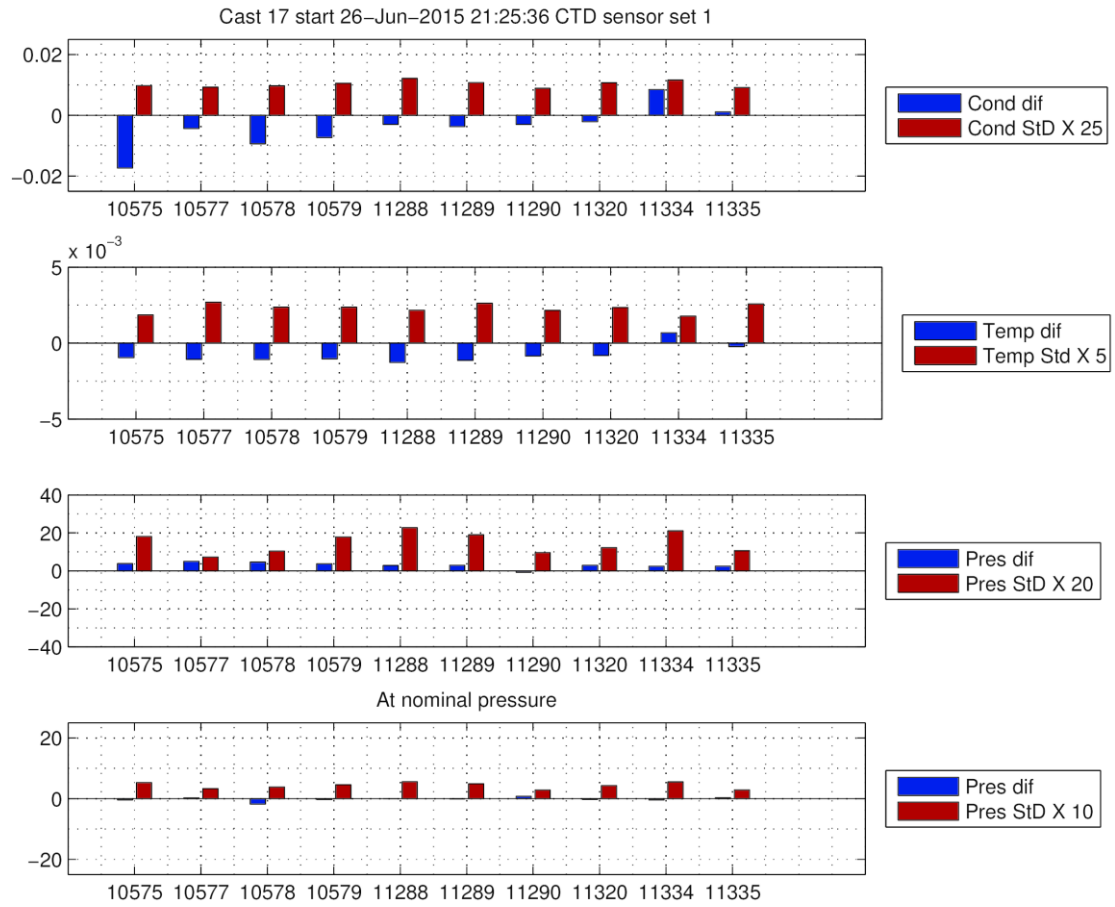 Cast 17 start 26−Jun−2015 21:25:36 CTD sensor set 1
0.02
0
−0.02
10575 10577 10578 10579 11288 11289 11290 11320 11334 11335
Cond dif
Cond StD X 25
x 10−3
5
0
−5
10575 10577 10578 10579 11288 11289 11290 11320 11334 11335
Temp dif
Temp Std X 5
40
20
0
−20
−40
10575 10577 10578 10579 11288 11289 11290 11320 11334 11335
Pres dif
Pres StD X 20
At nominal pressure
20
0
−20
10575 10577 10578 10579 11288 11289 11290 11320 11334 11335
Pres dif
Pres StD X 10